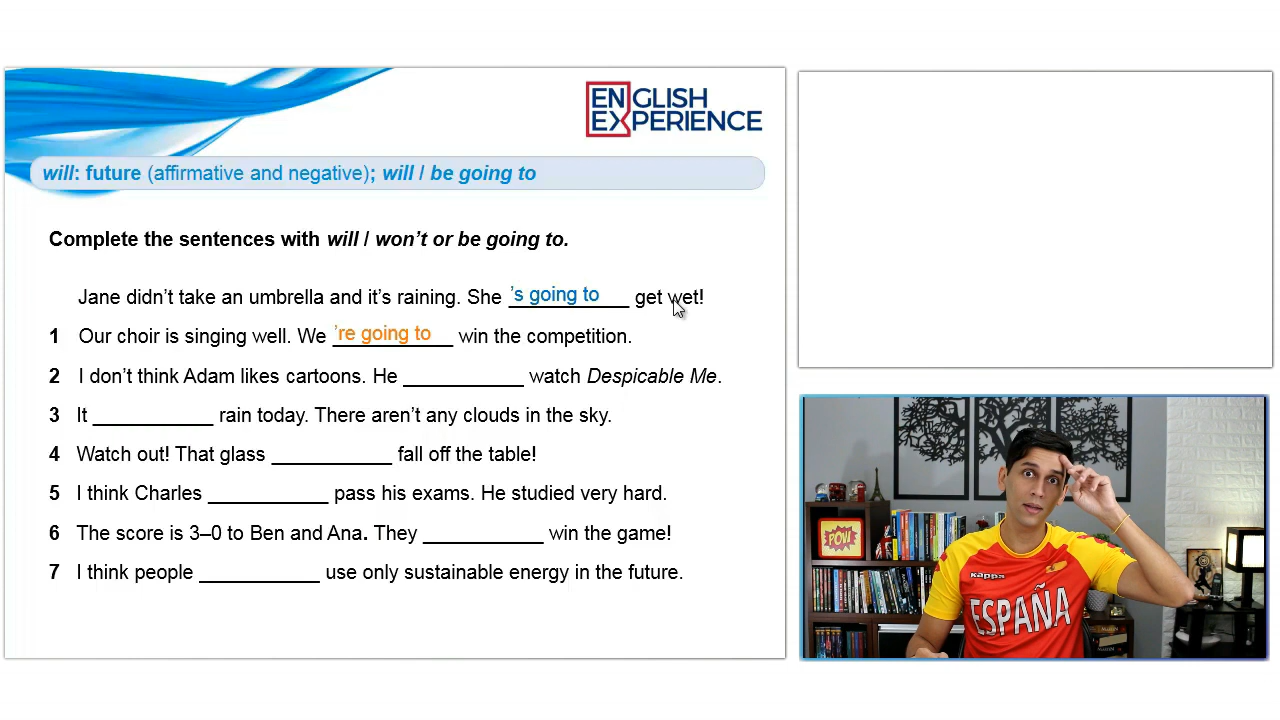 ENGLISH
EXPERIENCE
will: future (affirmative and negative); will / be going to
Complete the sentences with will / won’t or be going to.
Jane didn’t take an umbrella and it’s raining. She ’s going to get wet!
1 Our choir is singing well. We ’re going to win the competition.
2 I don’t think Adam likes cartoons. He ___________ watch Despicable Me.
3 It ___________ rain today. There aren’t any clouds in the sky.
4 Watch out! That glass ___________ fall off the table!
5 I think Charles ___________ pass his exams. He studied very hard.
6 The score is 3–0 to Ben and Ana. They ___________ win the game!
7 I think people ___________ use only sustainable energy in the future.
POW!
Kappa
ESPAÑA